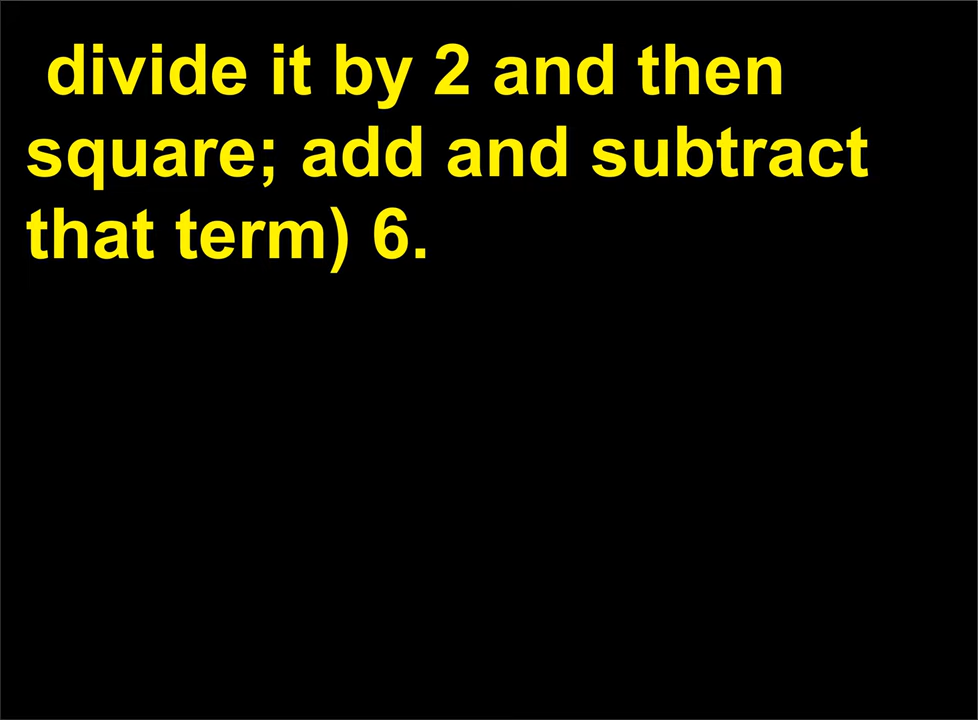 divide it by 2 and then
square; add and subtract
that term) 6.